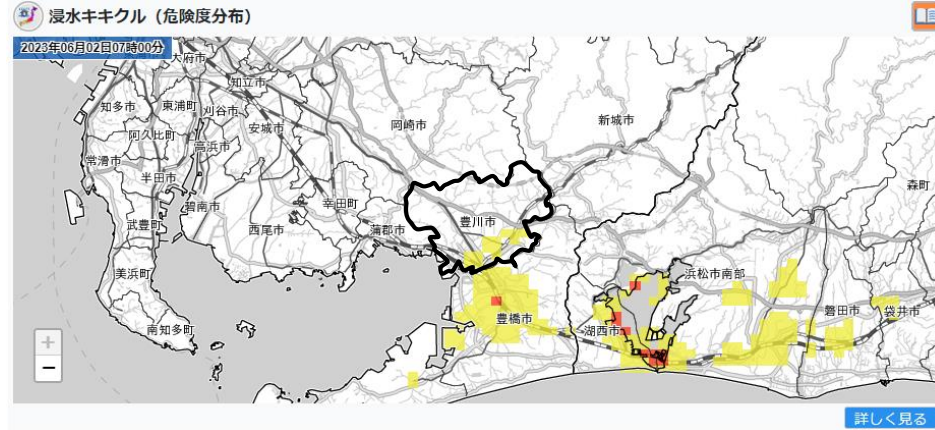 浸水キキクル（危険度分布）
2023年06月02日07時00分
大府市
知立市
知多市
東浦町
刈谷市
岡崎市
新城市
安城市
阿久比町
高浜市
常滑市
半田市
森町
碧南市
幸田町
武豊町
西尾市
蒲郡市
豊川市
美浜町
浜松市南部
磐田市
袋井市
豊橋市
湖西市
南知多町
+
−
詳しく見る